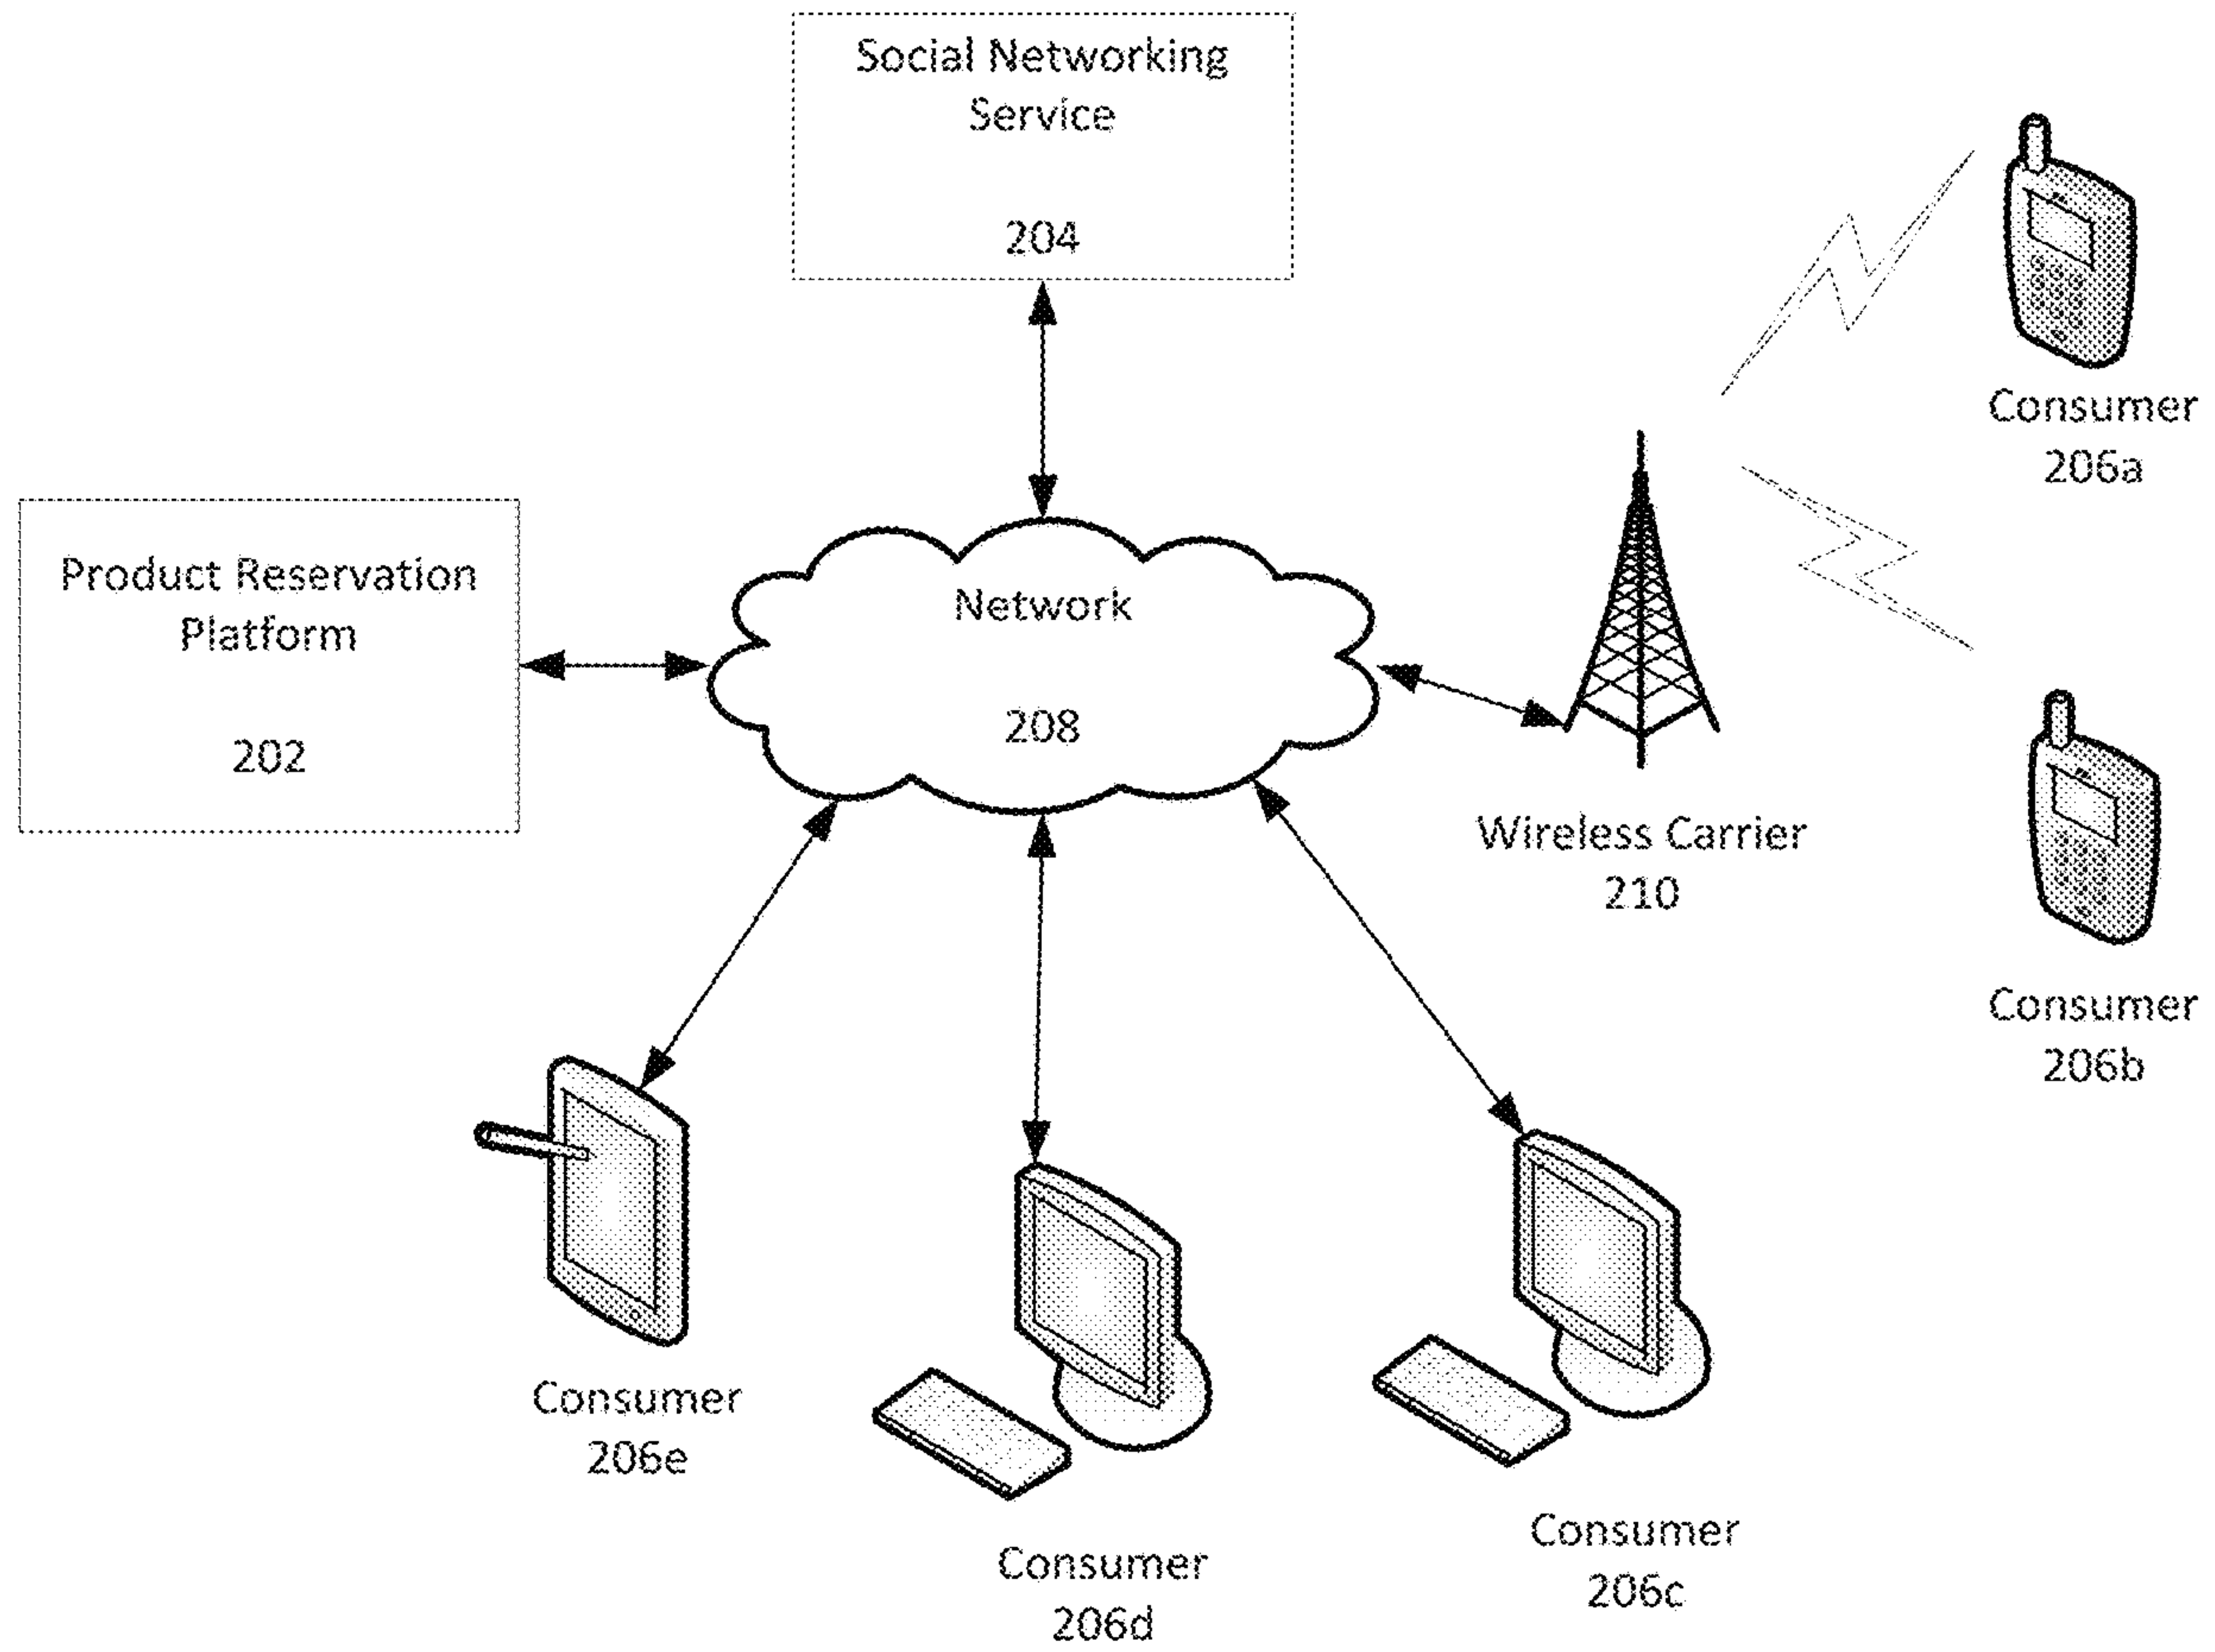 Social Networking
Service
204
Consumer
206a
Product Reservation
Platform
202
Network
208
Wireless Carrier
210
Consumer
206b
Consumer
206e
Consumer
206d
Consumer
206c